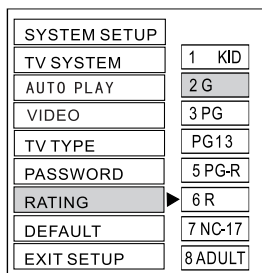 SYSTEM SETUP
TV SYSTEM
AUTO PLAY
VIDEO
TV TYPE
PASSWORD
RATING
DEFAULT
EXIT SETUP
1 KID
2 G
3 PG
PG13
5 PG-R
6 R
7 NC-17
8 ADULT